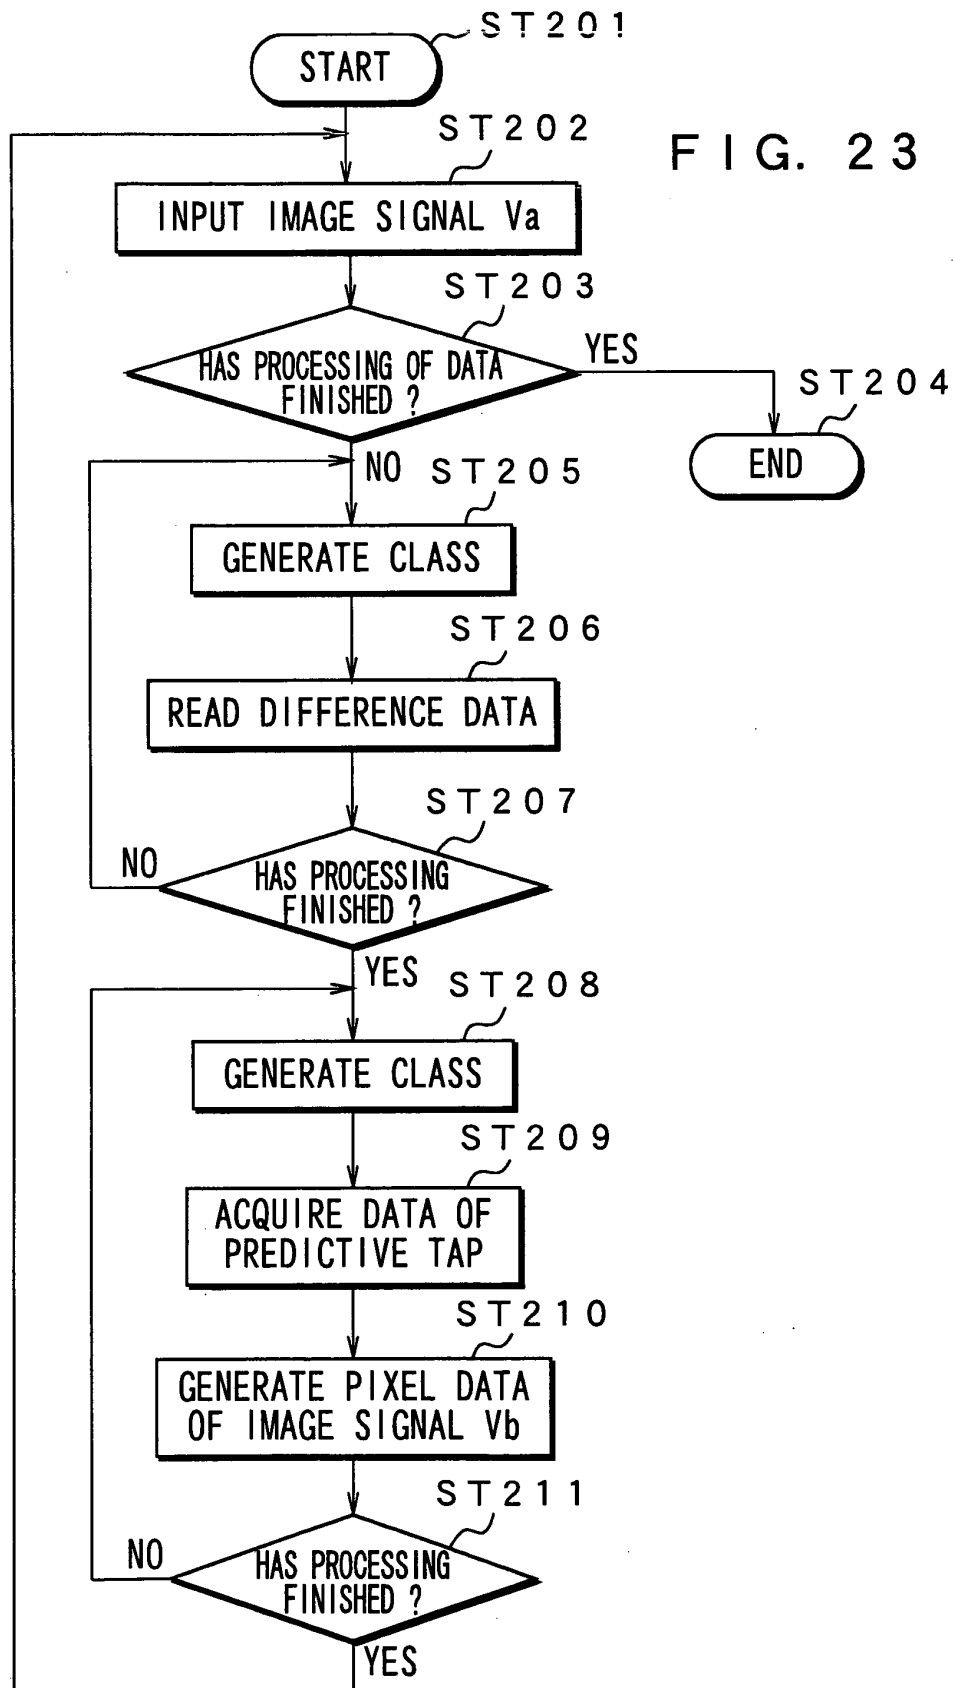 ST201
START
ST202
FIG. 23
INPUT IMAGE SIGNAL Va
ST203
HAS PROCESSING OF DATA
FINISHED ?
YES
ST204
END
NO
ST205
GENERATE CLASS
ST206
READ DIFFERENCE DATA
ST207
NO
HAS PROCESSING
FINISHED ?
YES
ST208
GENERATE CLASS
ST209
ACQUIRE DATA OF
PREDICTIVE TAP
ST210
GENERATE PIXEL DATA
OF IMAGE SIGNAL Vb
ST211
NO
HAS PROCESSING
FINISHED ?
YES